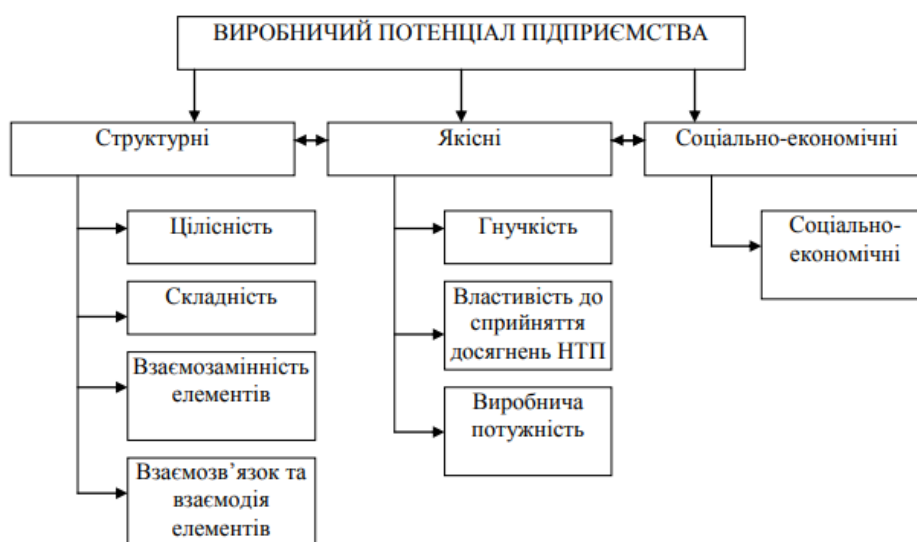 ВИРОБНИЧИЙ ПОТЕНЦІАЛ ПІДПРИЄМСТВА
Структурні
Якісні
Соціально-економічні
Цілісність
Складність
Взаємозамінність
елементів
Взаємозв’язок та
взаємодія
елементів
Гнучкість
Властивість до
сприйняття
досягнень НТП
Виробнича
потужність
Соціально-
економічні